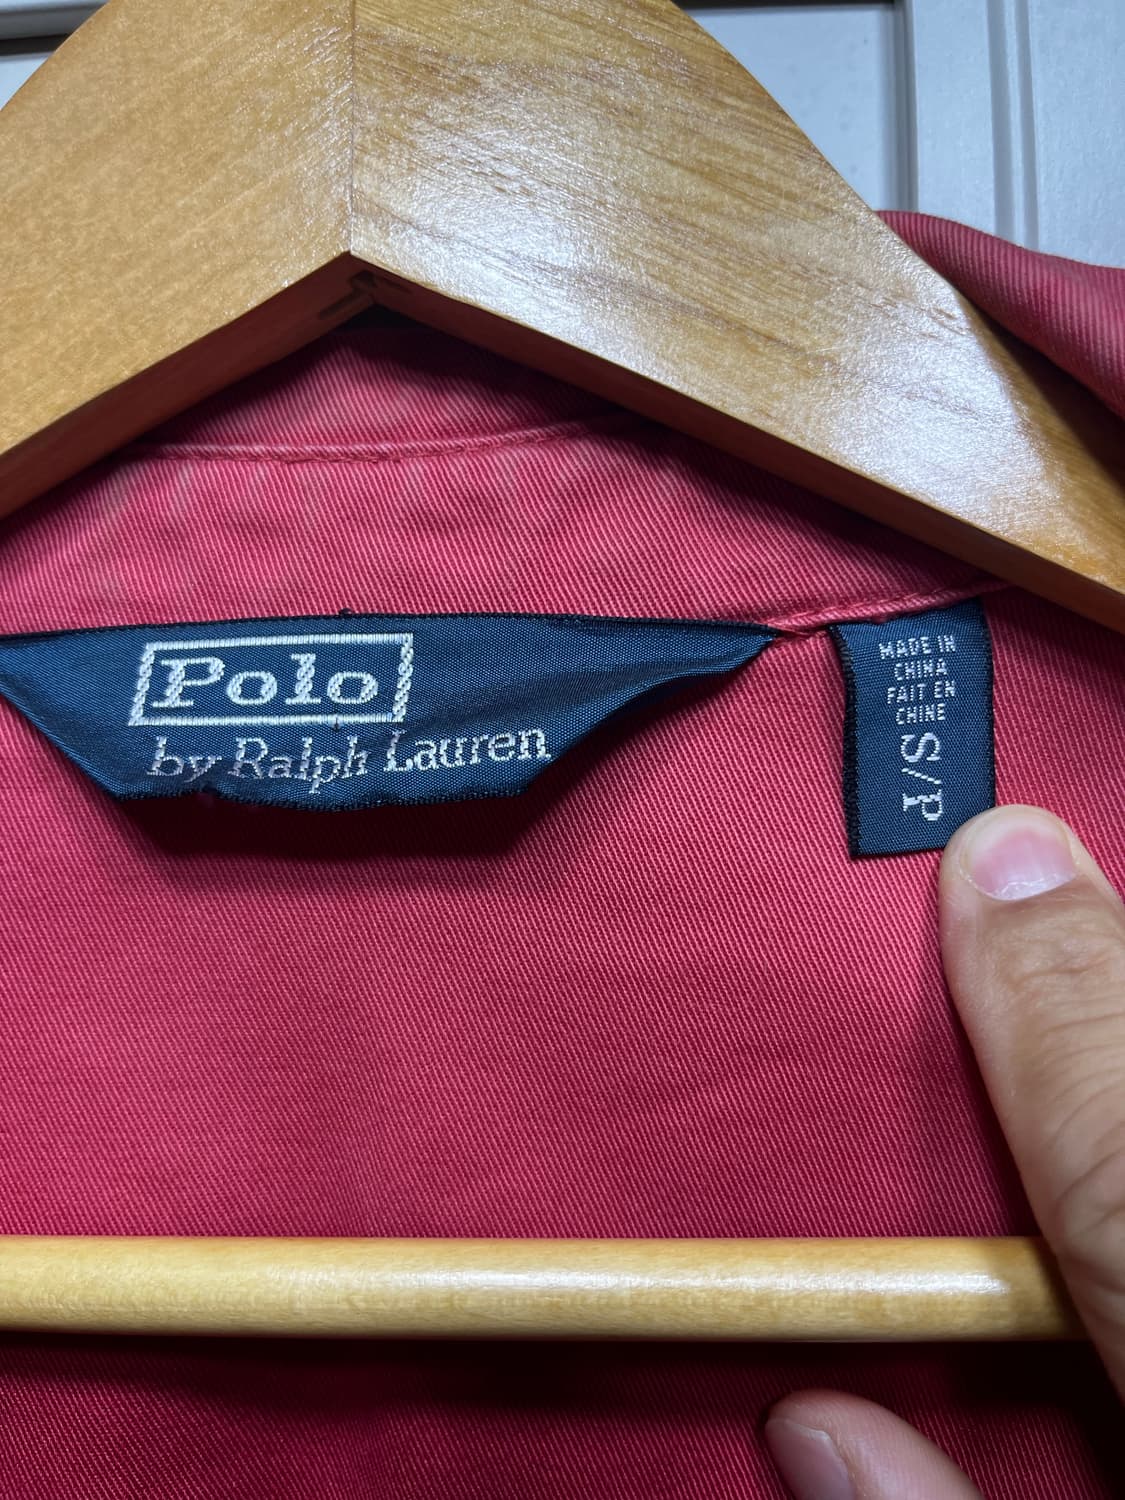 Polo
by Ralph Lauren
MADE IN
CHINA
FAIT EN
CHINE
S/P